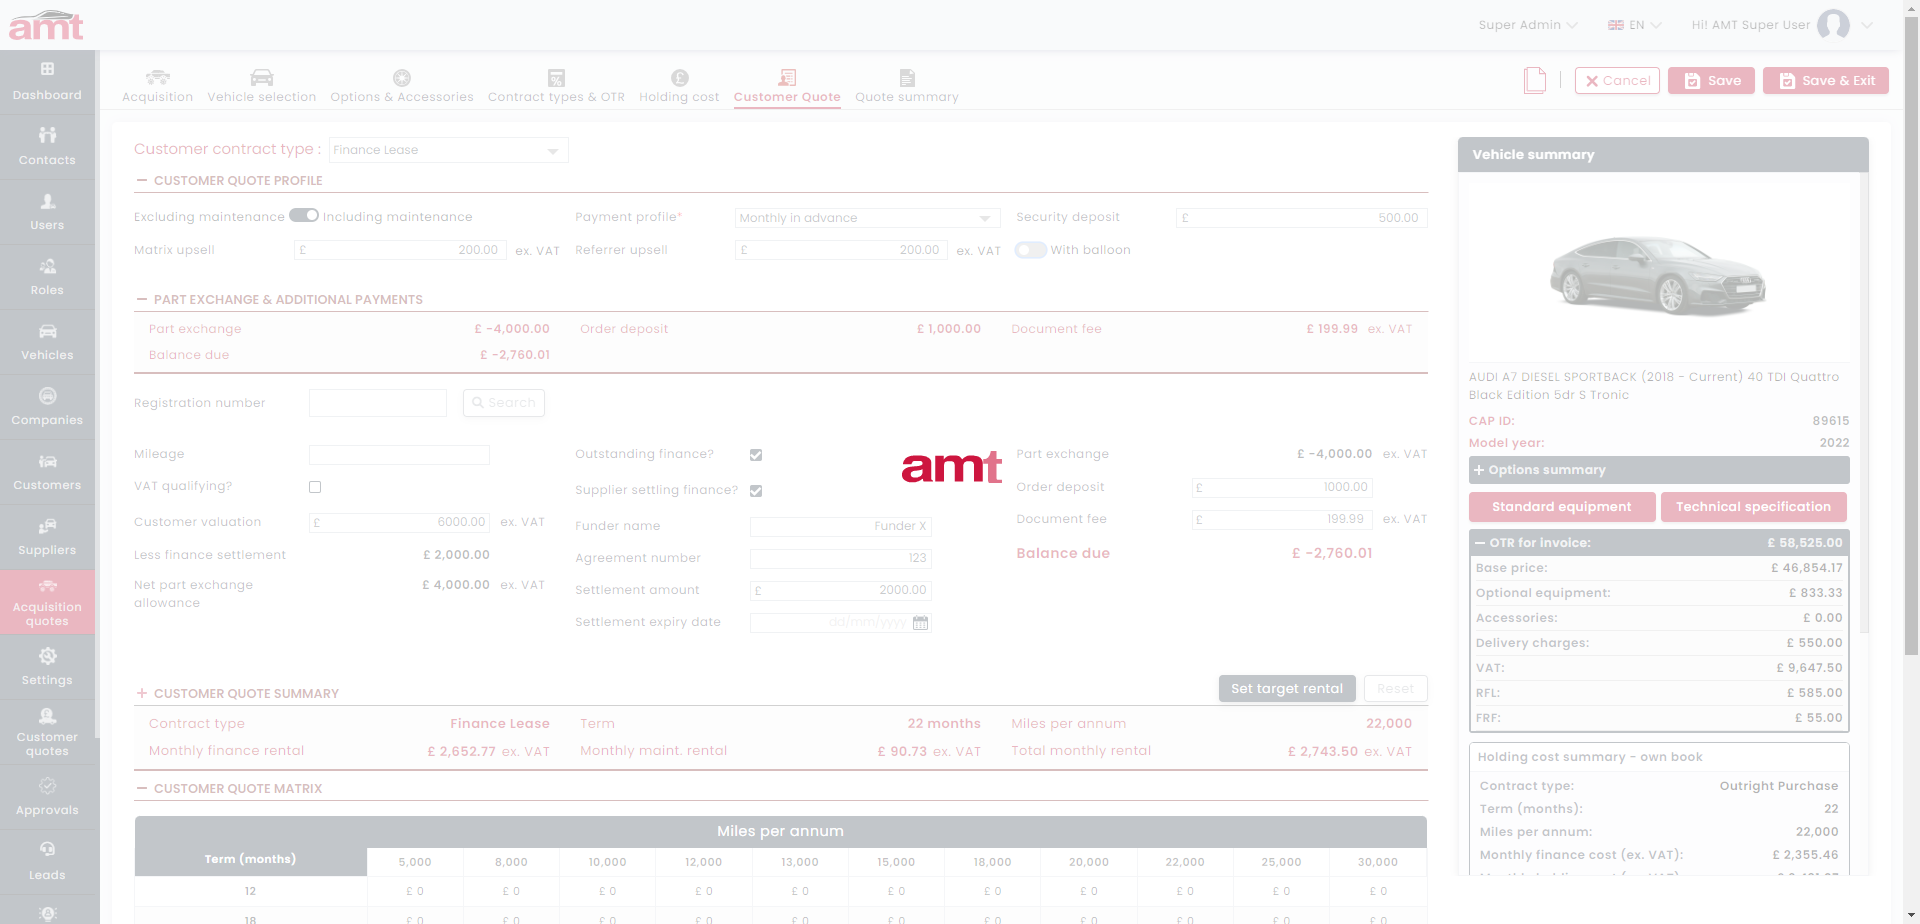 amt
Super Admin
EN
Hi! AMT Super User
Dashboard
Contacts
Users
Roles
Vehicles
Companies
Customers
Suppliers
Acquisition
quotes
Settings
Customer
quotes
Approvals
Leads
Acquisition
Vehicle selection
Options & Accessories
Contract types & OTR
Holding cost
Customer Quote
Quote summary
Cancel
Save
Save & Exit
Customer contract type : Finance Lease
CUSTOMER QUOTE PROFILE
Excluding maintenance Including maintenance Payment profile* Monthly in advance Security deposit £ 500.00
Matrix upsell £ 200.00 ex. VAT Referrer upsell £ 200.00 ex. VAT With balloon
PART EXCHANGE & ADDITIONAL PAYMENTS
Part exchange £ -4,000.00 Order deposit £ 1,000.00 Document fee £ 199.99 ex. VAT
Balance due £ -2,760.01
Registration number Search
Mileage
VAT qualifying?
Customer valuation £ 6000.00 ex. VAT
Less finance settlement £ 2,000.00
Net part exchange
allowance £ 4,000.00 ex. VAT
Outstanding finance?
Supplier settling finance?
Funder name Funder X
Agreement number 123
Settlement amount £ 2000.00
Settlement expiry date dd/mm/yyyy
amt
Part exchange £ -4,000.00 ex. VAT
Order deposit £ 1000.00
Document fee £ 199.99 ex. VAT
Balance due £ -2,760.01
CUSTOMER QUOTE SUMMARY Set target rental Reset
Contract type Finance Lease Term 22 months Miles per annum 22,000
Monthly finance rental £ 2,652.77 ex. VAT Monthly maint. rental £ 90.73 ex. VAT Total monthly rental £ 2,743.50 ex. VAT
CUSTOMER QUOTE MATRIX
Miles per annum
Term (months) 5,000 8,000 10,000 12,000 13,000 15,000 18,000 20,000 22,000 25,000 30,000
12 £ 0 £ 0 £ 0 £ 0 £ 0 £ 0 £ 0 £ 0 £ 0 £ 0 £ 0
18 £ 0 £ 0 £ 0 £ 0 £ 0 £ 0 £ 0 £ 0 £ 0 £ 0 £ 0
Vehicle summary
AUDI A7 DIESEL SPORTBACK (2018 - Current) 40 TDI Quattro
Black Edition 5dr S Tronic
CAP ID: 89615
Model year: 2022
Options summary
Standard equipment Technical specification
OTR for invoice: £ 58,525.00
Base price: £ 46,854.17
Optional equipment: £ 833.33
Accessories: £ 0.00
Delivery charges: £ 550.00
VAT: £ 9,647.50
RFL: £ 585.00
FRF: £ 55.00
Holding cost summary - own book
Contract type: Outright Purchase
Term (months): 22
Miles per annum: 22,000
Monthly finance cost (ex. VAT): £ 2,355.46